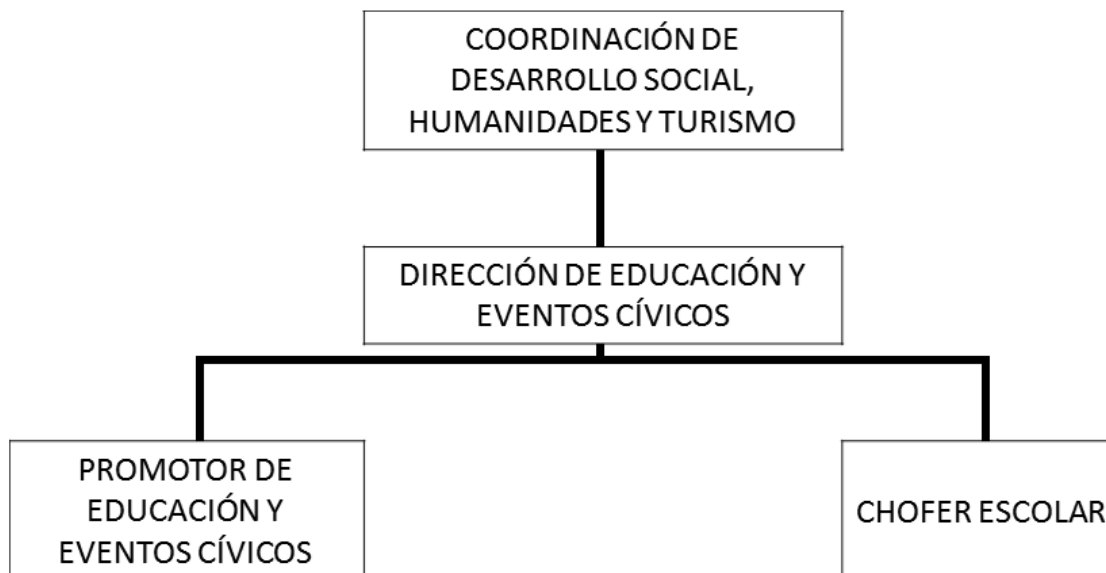 COORDINACIÓN DE
DESARROLLO SOCIAL,
HUMANIDADES Y TURISMO
DIRECCIÓN DE EDUCACIÓN Y
EVENTOS CÍVICOS
PROMOTOR DE
EDUCACIÓN Y
EVENTOS CÍVICOS
CHOFER ESCOLAR